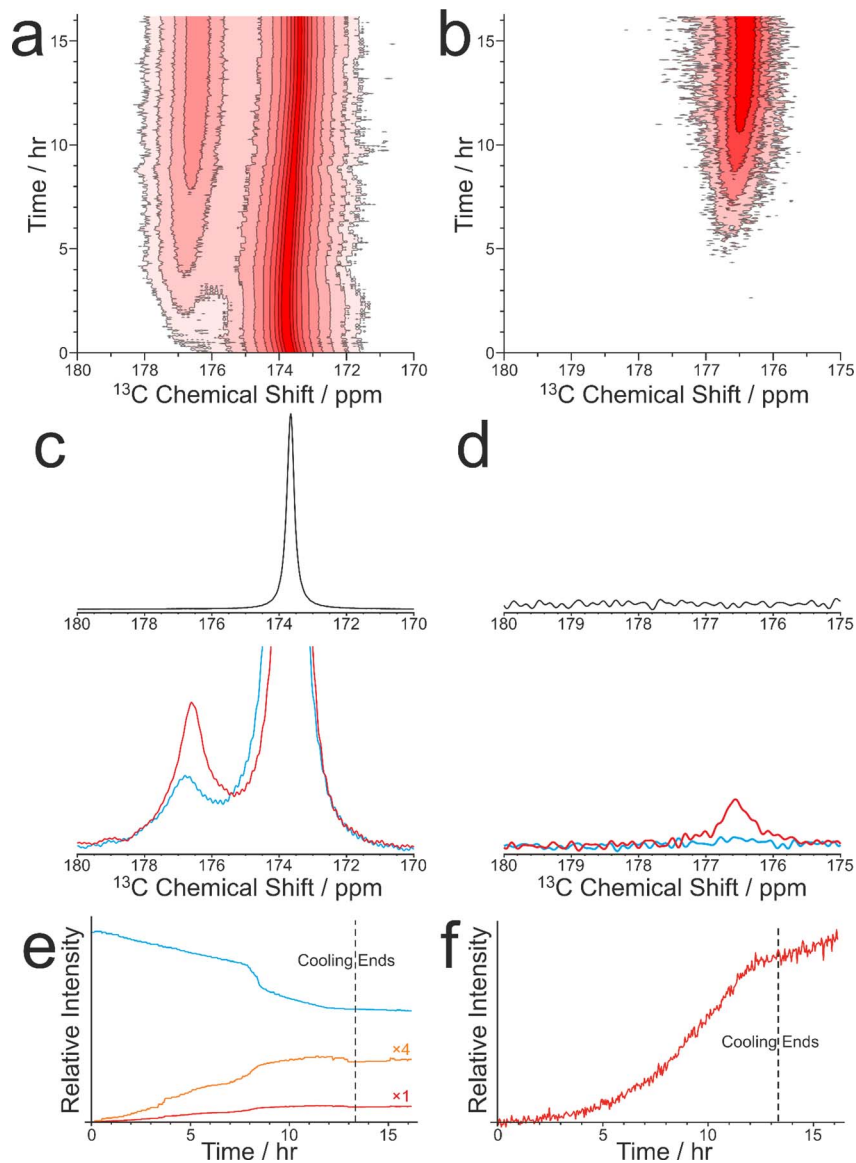 a
15
10
5
0
Time / hr
180 178 176 174 172 170
13C Chemical Shift / ppm
b
15
10
5
0
Time / hr
180 179 178 177 176 175
13C Chemical Shift / ppm
c
180 178 176 174 172 170
180 178 176 174 172 170
13C Chemical Shift / ppm
d
180 179 178 177 176 175
180 179 178 177 176 175
13C Chemical Shift / ppm
e
Relative Intensity
Cooling Ends
×4
×1
0 5 10 15
Time / hr
f
Relative Intensity
Cooling Ends
0 5 10 15
Time / hr